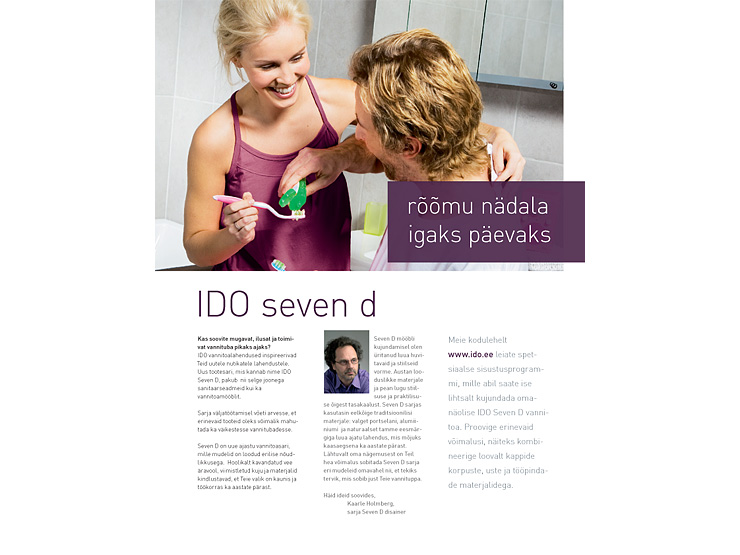 rõõmu nädala
igaks päevaks
IDO seven d
Kas soovite mugavat, ilusat ja toimi-
vat vannituba pikaks ajaks?
IDO vannitoalahendused inspireerivad
Teid uutele nutikatele lahendustele.
Uus tootesari, mis kannab nime IDO
Seven D, pakub nii selge joonega
sanitaarseadmeid kui ka
vannitoamööblit.
Sarja väljatöötamisel võeti arvesse, et
erinevaid tooteid oleks võimalik mahu-
tada ka väikestesse vannitubadesse.
Seven D on uue ajastu vannitoasari,
mille mudelid on loodud erilise nõud-
likkusega. Hoolikalt kavandatud vee
äravool, viimistletud kuju ja materjalid
kindlustavad, et Teie valik on kaunis ja
töökorras ka aastate pärast.
Seven D mööbli
kujundamisel olen
üritanud luua huvi-
tavaid ja stiilseid
vorme. Austan loo-
duslikke materjale
ja pean lugu stiil-
suse ja praktilisu-
se õigest tasakaalust. Seven D sarjas
kasutasin eelkõige traditsioonilisi
materjale: valget portselani, alumii-
niumi ja naturaalset tamme eesmär-
giga luua ajatu lahendus, mis mõjuks
kaasaegsena ka aastate pärast.
Lähtuvalt oma nägemusest on Teil
hea võimalus sobitada Seven D sarja
eri mudeleid omavahel nii, et tekiks
tervik, mis sobib just Teie vannituppa.
Häid ideid soovides,
Kaarle Holmberg,
sarja Seven D disainer
Meie kodulehelt
www.ido.ee leiate spet-
siaalse sisustusprogram-
mi, mille abil saate ise
lihtsalt kujundada oma-
näolise IDO Seven D vanni-
toa. Proovige erinevaid
võimalusi, näiteks kombi-
neerige loovalt kappide
korpuste, uste ja tööpinda-
de materjalidega.